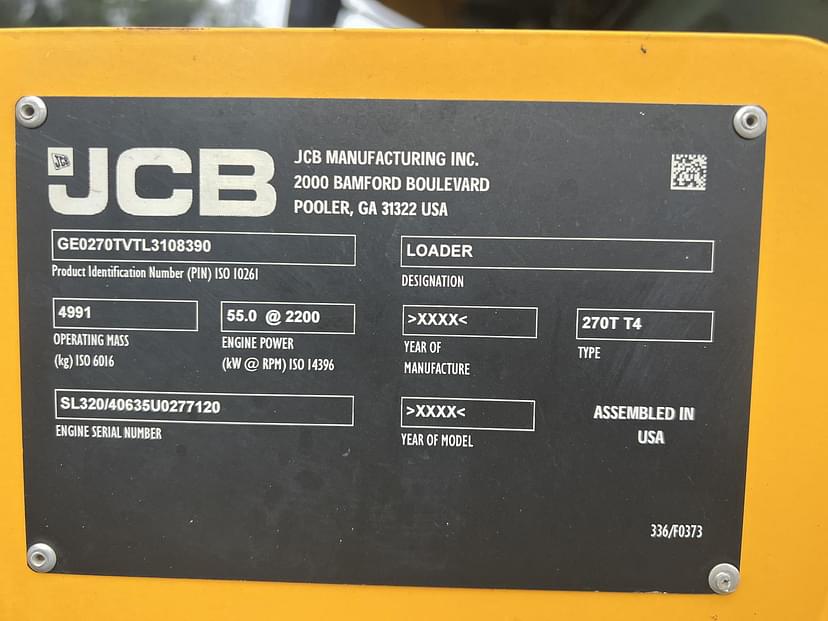 JCB
JCB
JCB MANUFACTURING INC.
2000 BAMFORD BOULEVARD
POOLER, GA 31322 USA
GE0270TVTL3108390
Product Identification Number (PIN) ISO 10261
LOADER
DESIGNATION
4991
OPERATING MASS
(kg) ISO 6016
55.0 @ 2200
ENGINE POWER
(kW @ RPM) ISO 14396
>XXXX<
YEAR OF
MANUFACTURE
270T T4
TYPE
SL320/40635U0277120
ENGINE SERIAL NUMBER
>XXXX<
YEAR OF MODEL
ASSEMBLED IN
USA
336/F0373